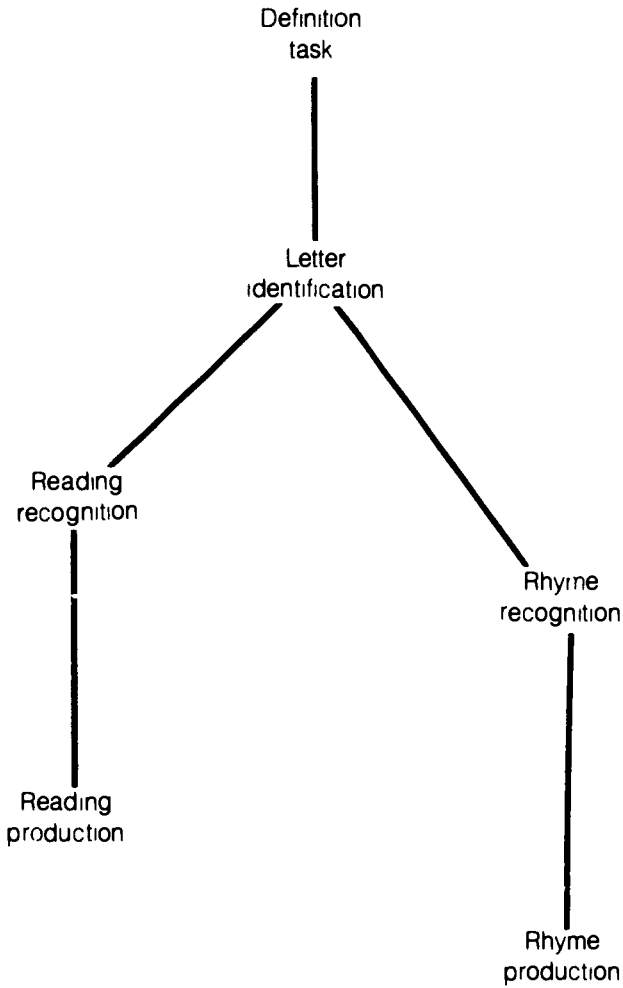 Definition
task
Letter
identification
Reading
recognition
Rhyme
recognition
Reading
production
Rhyme
production